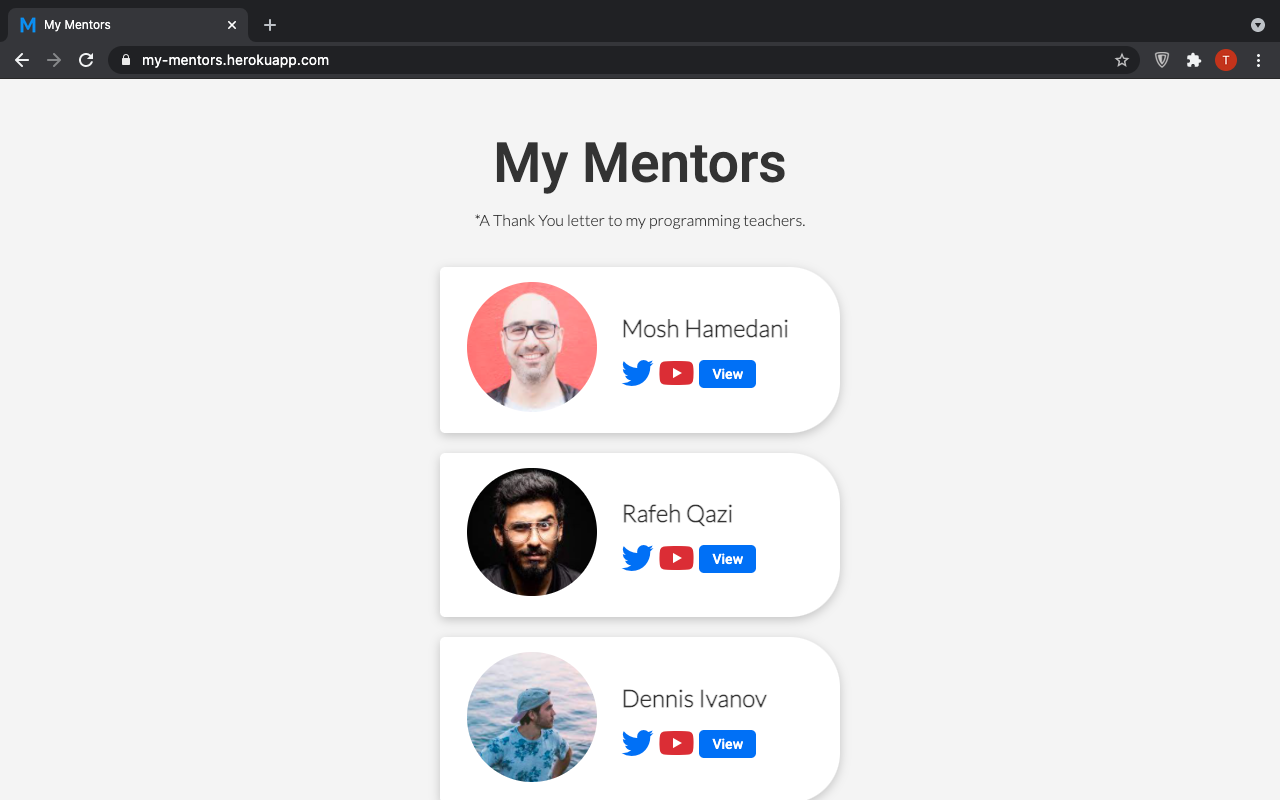 My Mentors
my-mentors.herokuapp.com
T
My Mentors
*A Thank You letter to my programming teachers.
Mosh Hamedani
View
Rafeh Qazi
View
Dennis Ivanov
View